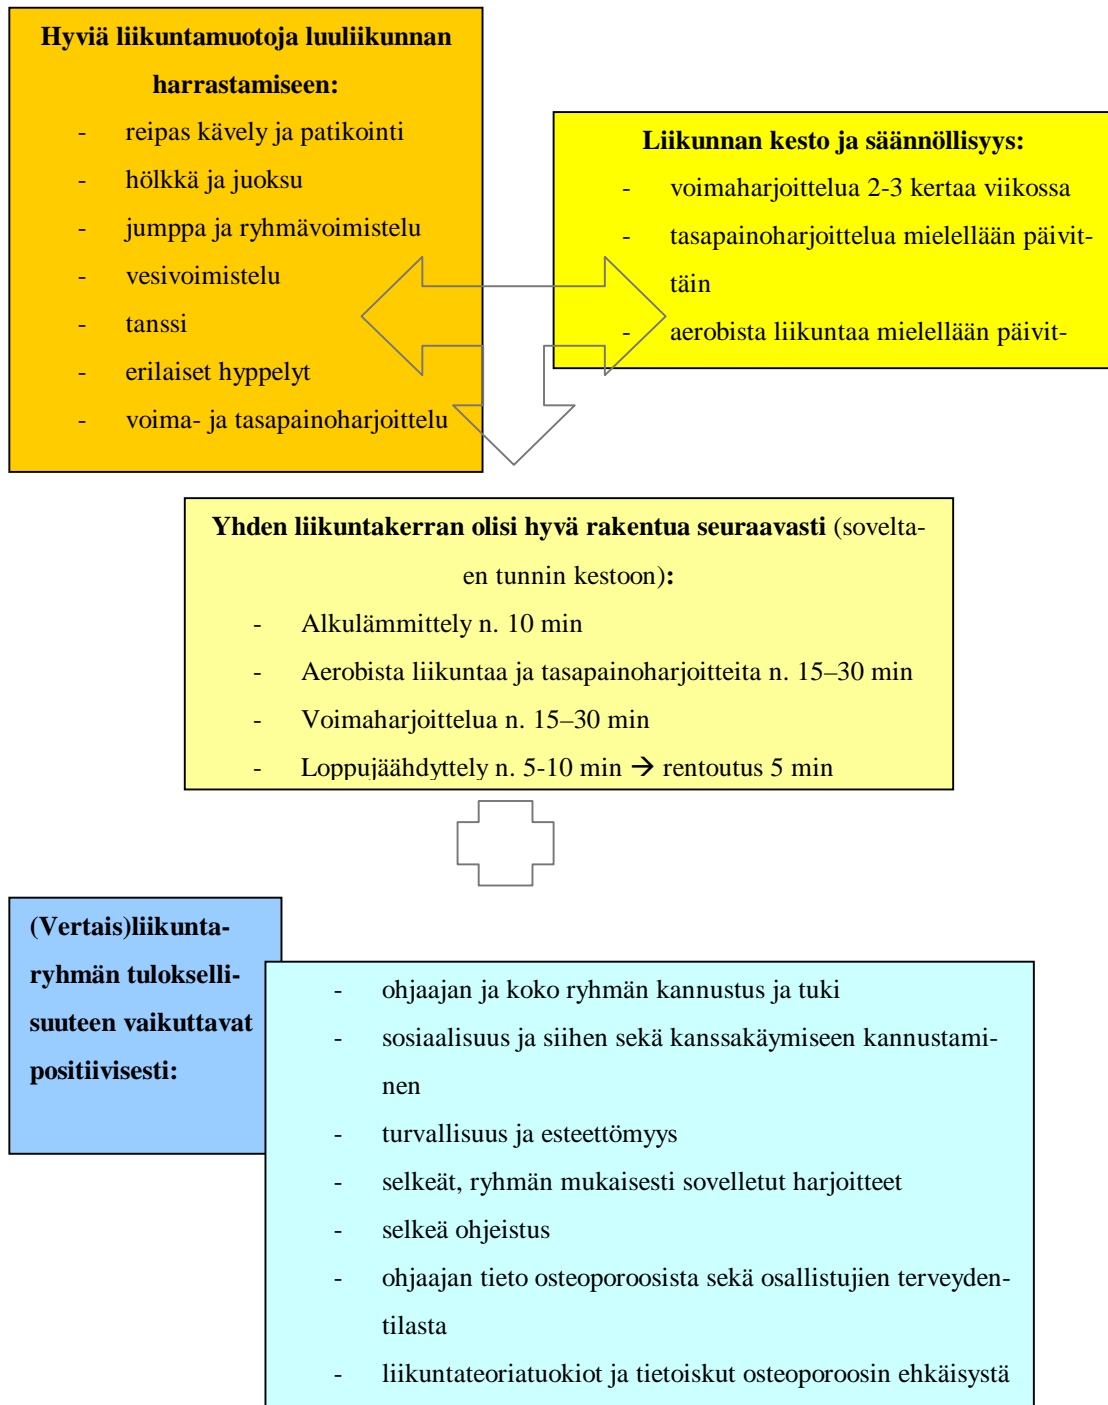 Hyviä liikuntamuotoja luuliikunnan
harrastamiseen:
- reipas kävely ja patikointi
- hölkkä ja juoksu
- jumppa ja ryhmävoimistelu
- vesivoimistelu
- tanssi
- erilaiset hyppelyt
- voima- ja tasapainoharjoittelu
Liikunnan kesto ja säännöllisyys:
- voimaharjoittelua 2-3 kertaa viikossa
- tasapainoharjoittelua mielellään päivit-
täin
- aerobista liikuntaa mielellään päivit-
Yhden liikuntakerran olisi hyvä rakentua seuraavasti (sovelta-
en tunnin kestoon):
- Alkulämmittely n. 10 min
- Aerobista liikuntaa ja tasapainoharjoitteita n. 15–30 min
- Voimaharjoittelua n. 15–30 min
- Loppujäähdyttely n. 5-10 min → rentoutus 5 min
(Vertais)liikunta-
ryhmän tulokselli-
suuteen vaikuttavat
positiivisesti:
- ohjaajan ja koko ryhmän kannustus ja tuki
- sosiaalisuus ja siihen sekä kanssakäymiseen kannustami-
nen
- turvallisuus ja esteettömyys
- selkeät, ryhmän mukaisesti sovelletut harjoitteet
- selkeä ohjeistus
- ohjaajan tieto osteoporoosista sekä osallistujien terveyden-
tilasta
- liikuntateoriatuokiot ja tietoiskut osteoporoosin ehkäisystä